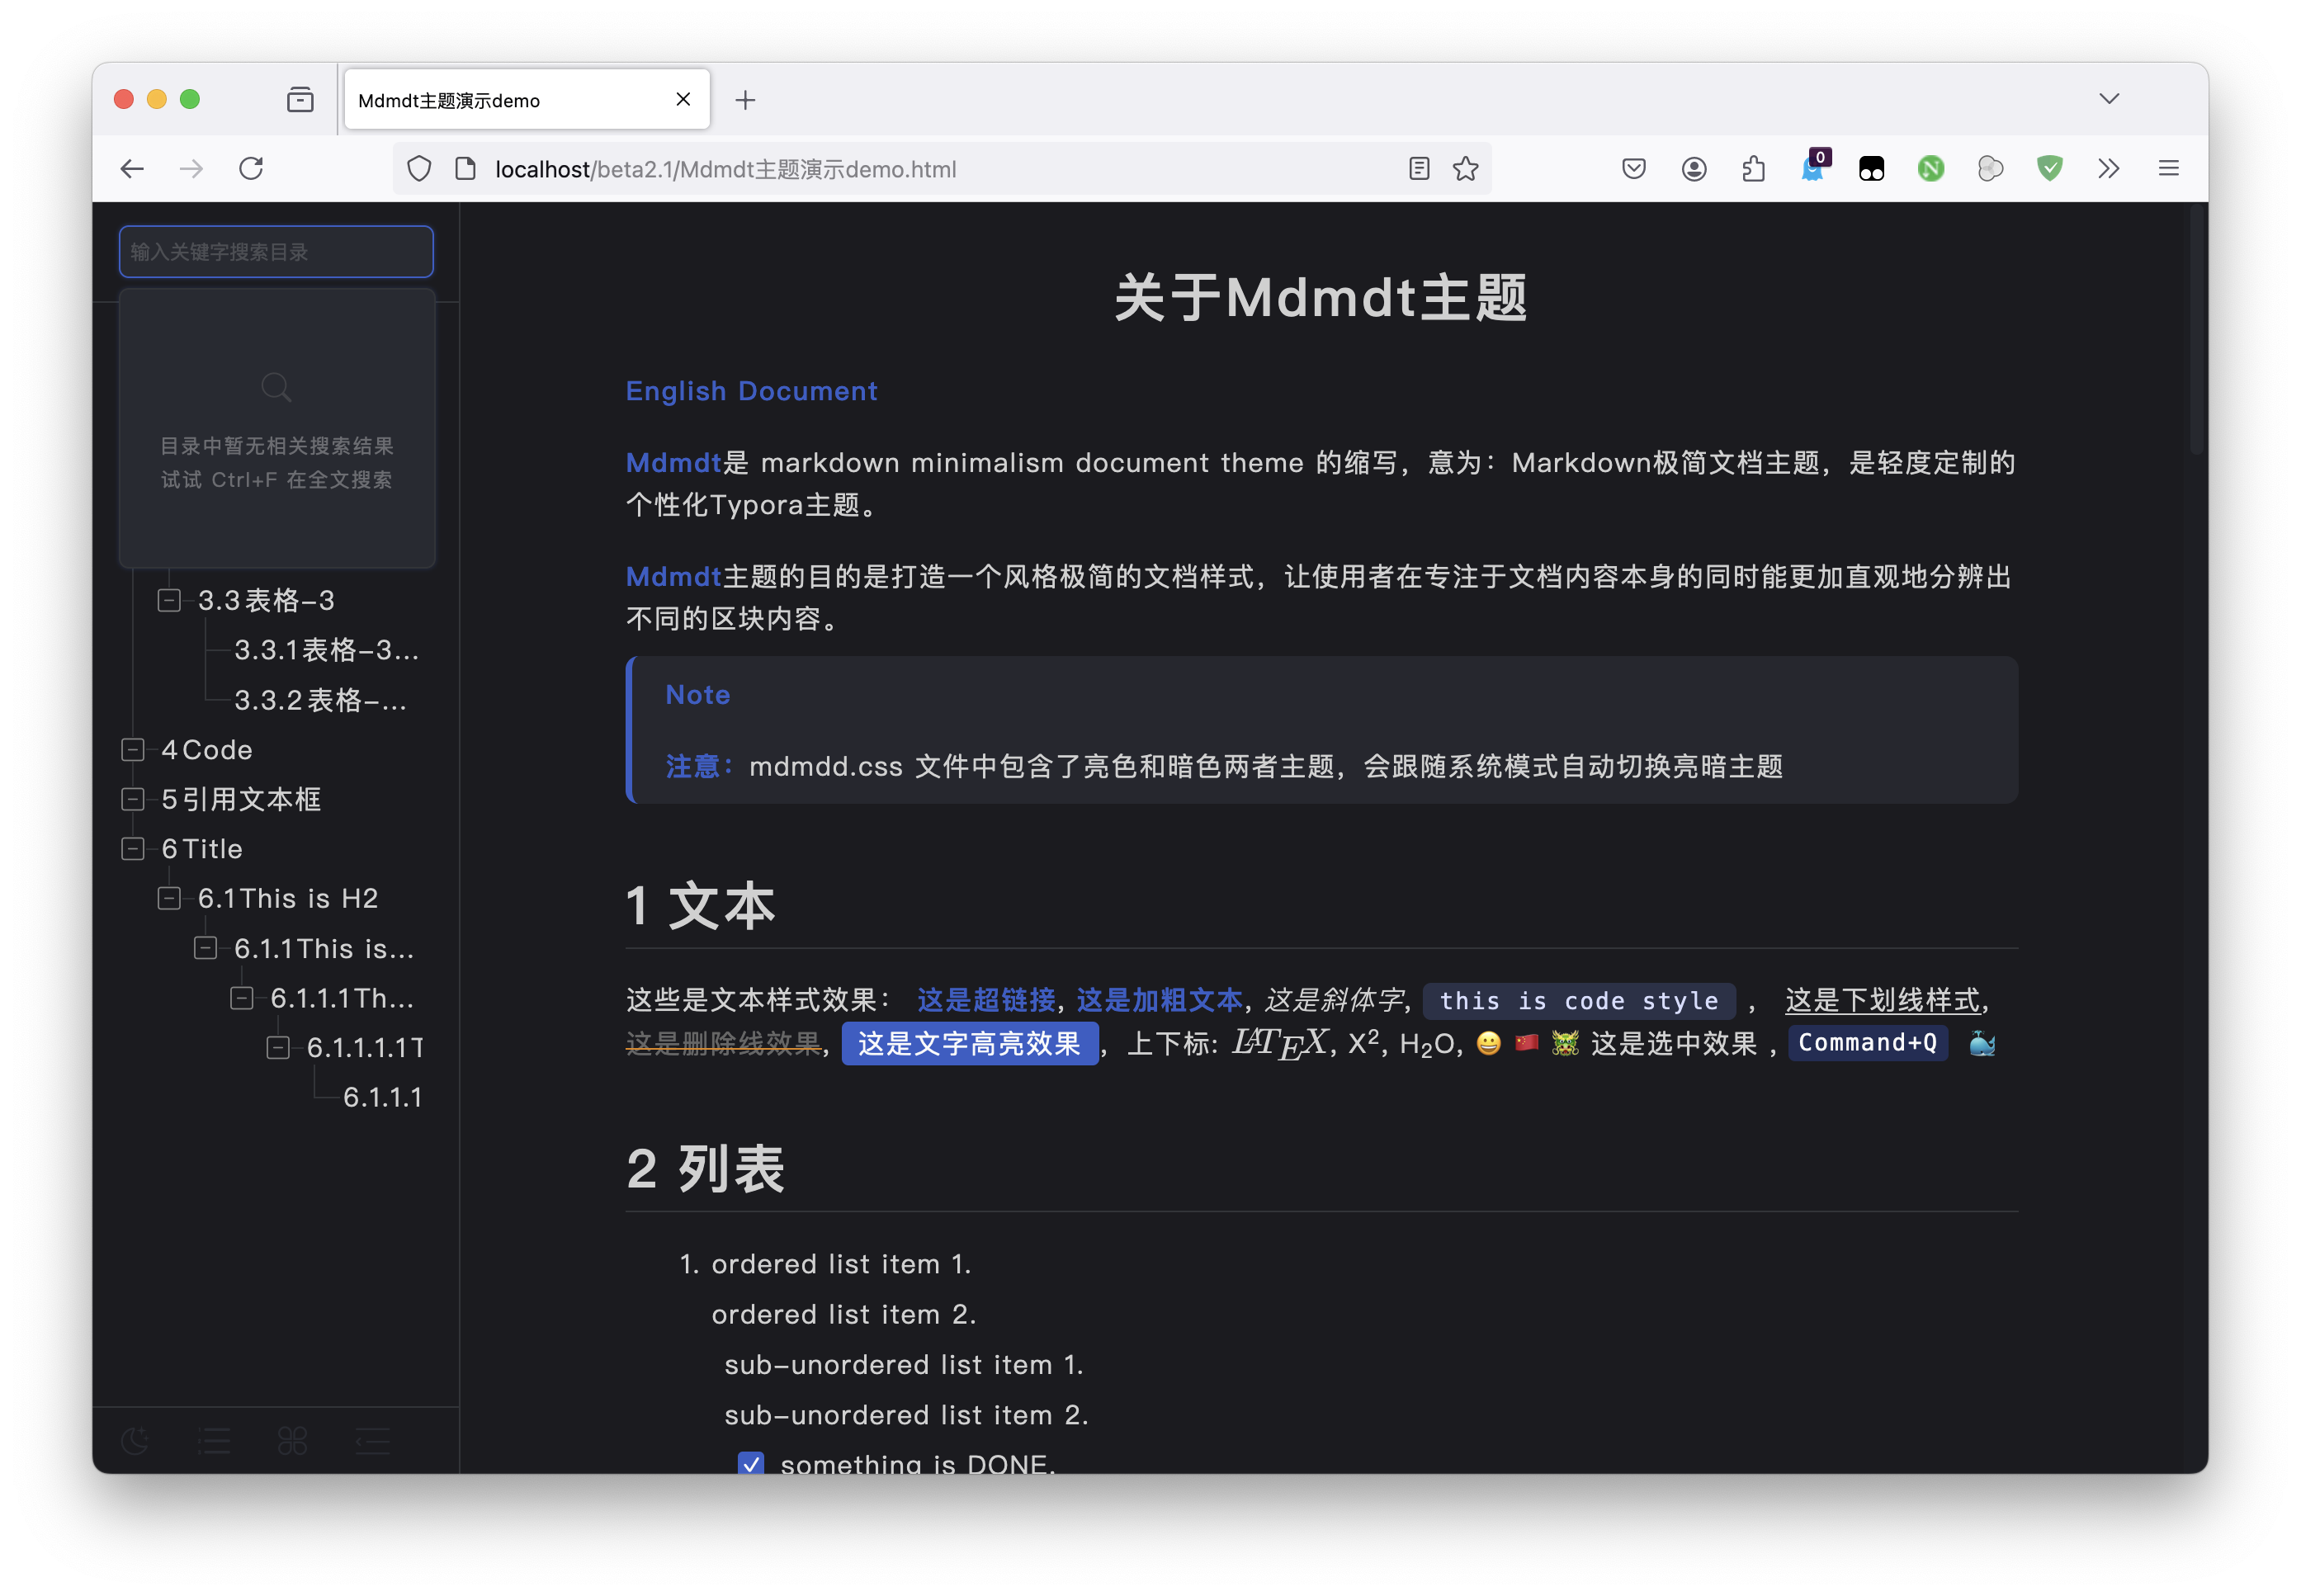 Mdmdt主题演示demo
localhost/beta2.1/Mdmdt主题演示demo.html
0
N
输入关键字搜索目录
目录中暂无相关搜索结果
试试 Ctrl+F 在全文搜索
3.3表格-3
3.3.1表格-3...
3.3.2表格-...
4Code
5引用文本框
6Title
6.1This is H2
6.1.1This is...
6.1.1.1Th...
6.1.1.1.1T
6.1.1.1
关于Mdmdt主题
English Document
Mdmdt是 markdown minimalism document theme 的缩写，意为：Markdown极简文档主题，是轻度定制的
个性化Typora主题。
Mdmdt主题的目的是打造一个风格极简的文档样式，让使用者在专注于文档内容本身的同时能更加直观地分辨出
不同的区块内容。
Note
注意：mdmdd.css 文件中包含了亮色和暗色两者主题，会跟随系统模式自动切换亮暗主题
1 文本
这些是文本样式效果： 这是超链接, 这是加粗文本, 这是斜体字, this is code style ， 这是下划线样式,
这是删除线效果, 这是文字高亮效果 ，上下标: LATEX, X², H₂O, 😀 🇨🇳 🐲 这是选中效果 , Command+Q 🐳
2 列表
1. ordered list item 1.
ordered list item 2.
sub-unordered list item 1.
sub-unordered list item 2.
something is DONE.